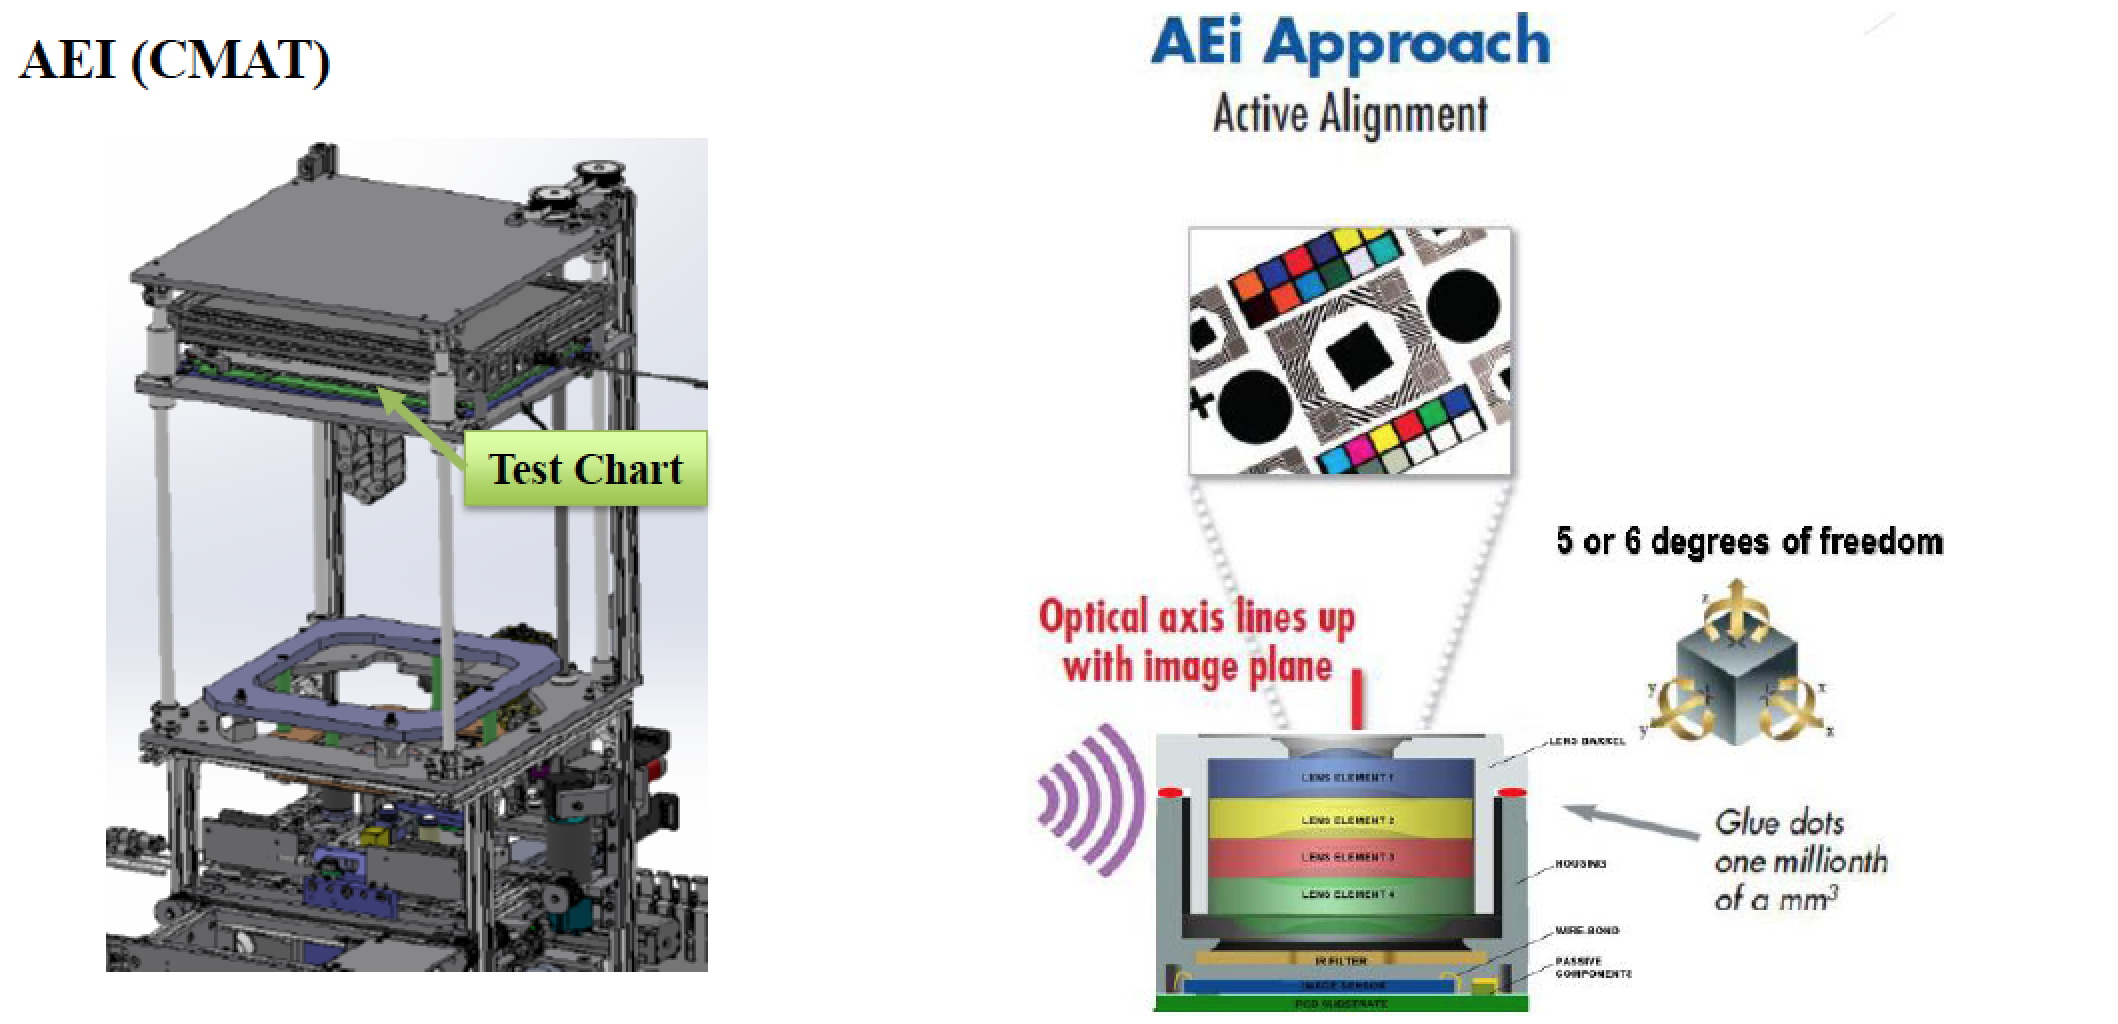 AEI (CMAT)
Test Chart
AEi Approach
Active Alignment
5 or 6 degrees of freedom
Optical axis lines up
with image plane
z
y
x
y
x
LENS BARREL
LENS ELEMENT 1
LENS ELEMENT 2
LENS ELEMENT 3
LENS ELEMENT 4
Glue dots
one millionth
of a mm³
HOUSING
WIRE BOND
IR FILTER
PASSIVE
COMPONENTS
IMAGE SENSOR
PCB SUBSTRATE